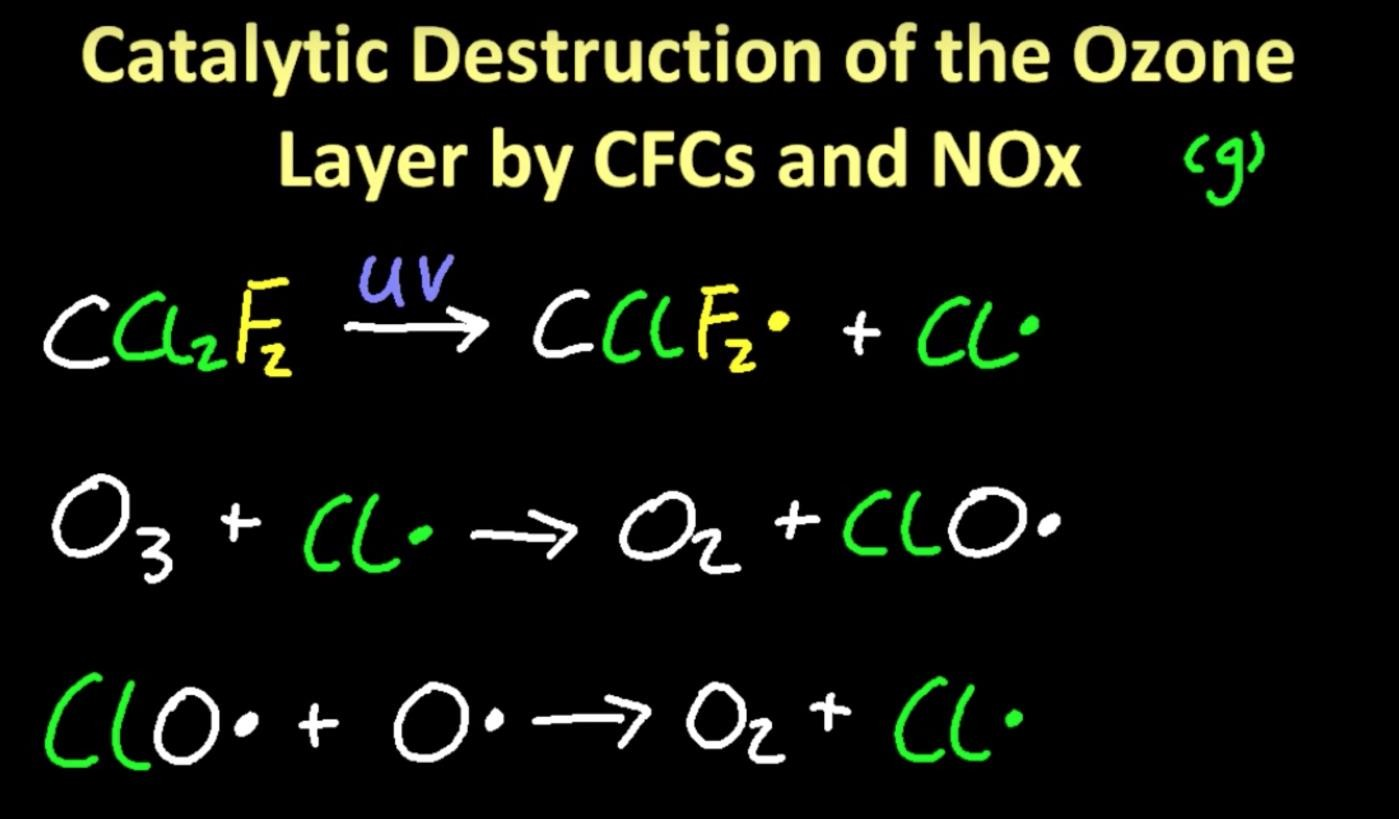 Catalytic Destruction of the Ozone
Layer by CFCs and NOx (g)
CCl₂F₂ UV → CClF₂• + Cl•
O₃ + Cl• → O₂ + ClO•
ClO• + O• → O₂ + Cl•